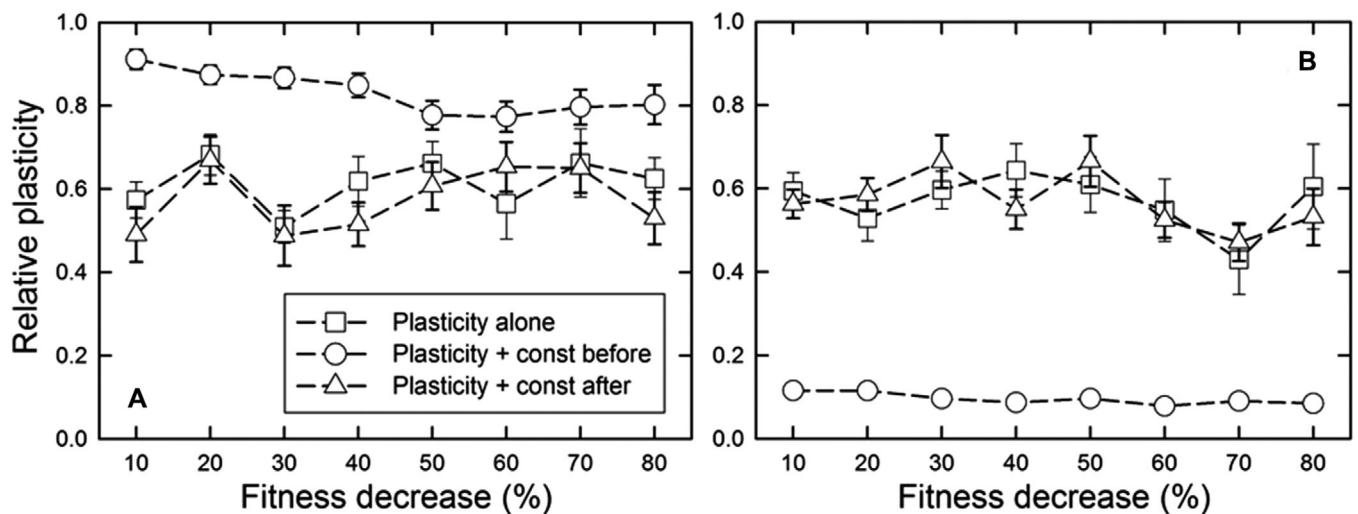 Relative plasticity
1.0
0.8
0.6
0.4
0.2
0.0
A
Plasticity alone
Plasticity + const before
Plasticity + const after
10 20 30 40 50 60 70 80
Fitness decrease (%)
1.0
0.8
0.6
0.4
0.2
0.0
B
10 20 30 40 50 60 70 80
Fitness decrease (%)